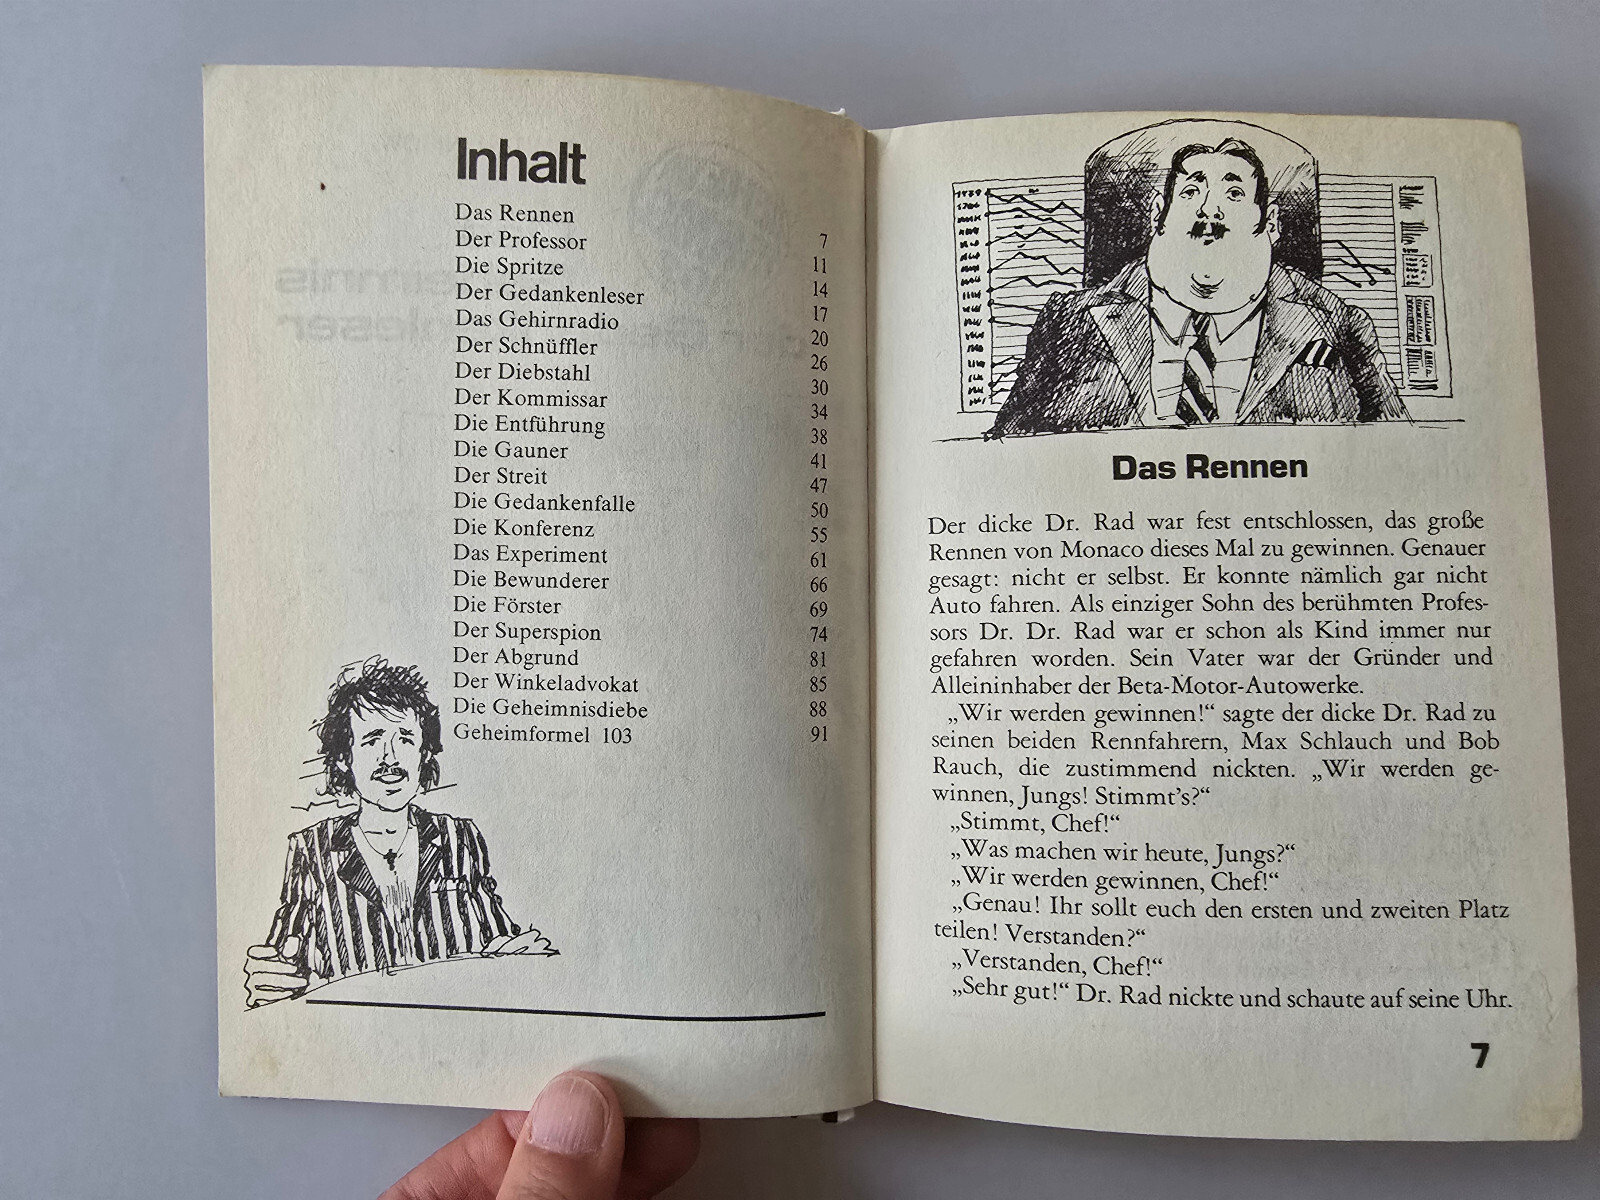 Inhalt
Das Rennen 7
Der Professor 11
Die Spritze 14
Der Gedankenleser 17
Das Gehirnradio 20
Der Schnüffler 26
Der Diebstahl 30
Der Kommissar 34
Die Entführung 38
Die Gauner 41
Der Streit 47
Die Gedankenfalle 50
Die Konferenz 55
Das Experiment 61
Die Bewunderer 66
Die Förster 69
Der Superspion 74
Der Abgrund 81
Der Winkeladvokat 85
Die Geheimnisdiebe 88
Geheimformel 103 91
Das Rennen
Der dicke Dr. Rad war fest entschlossen, das große
Rennen von Monaco dieses Mal zu gewinnen. Genauer
gesagt: nicht er selbst. Er konnte nämlich gar nicht
Auto fahren. Als einziger Sohn des berühmten Profes-
sors Dr. Dr. Rad war er schon als Kind immer nur
gefahren worden. Sein Vater war der Gründer und
Alleininhaber der Beta-Motor-Autowerke.
„Wir werden gewinnen!“ sagte der dicke Dr. Rad zu
seinen beiden Rennfahrern, Max Schlauch und Bob
Rauch, die zustimmend nickten. „Wir werden ge-
winnen, Jungs! Stimmt’s?“
„Stimmt, Chef!“
„Was machen wir heute, Jungs?“
„Wir werden gewinnen, Chef!“
„Genau! Ihr sollt euch den ersten und zweiten Platz
teilen! Verstanden?“
„Verstanden, Chef!“
„Sehr gut!“ Dr. Rad nickte und schaute auf seine Uhr.
7